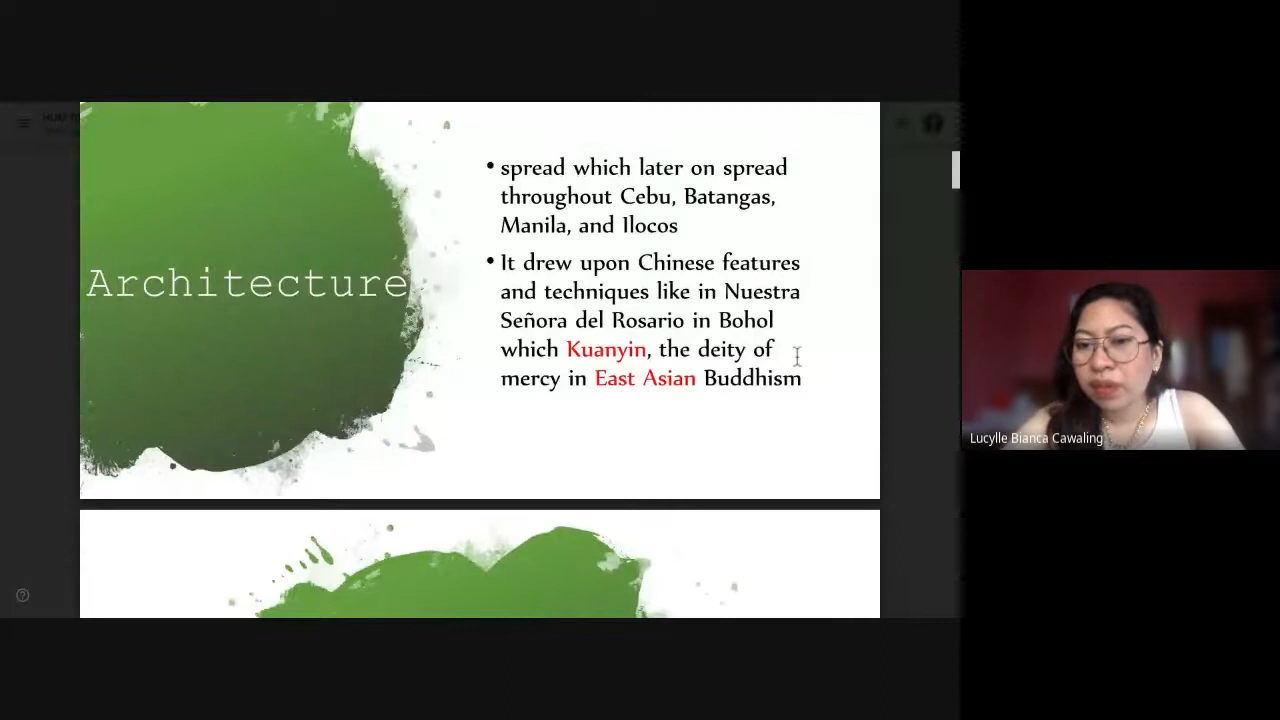 Architecture
• spread which later on spread
throughout Cebu, Batangas,
Manila, and Ilocos
• It drew upon Chinese features
and techniques like in Nuestra
Señora del Rosario in Bohol
which Kuanyin, the deity of
mercy in East Asian Buddhism
Lucylle Bianca Cawaling